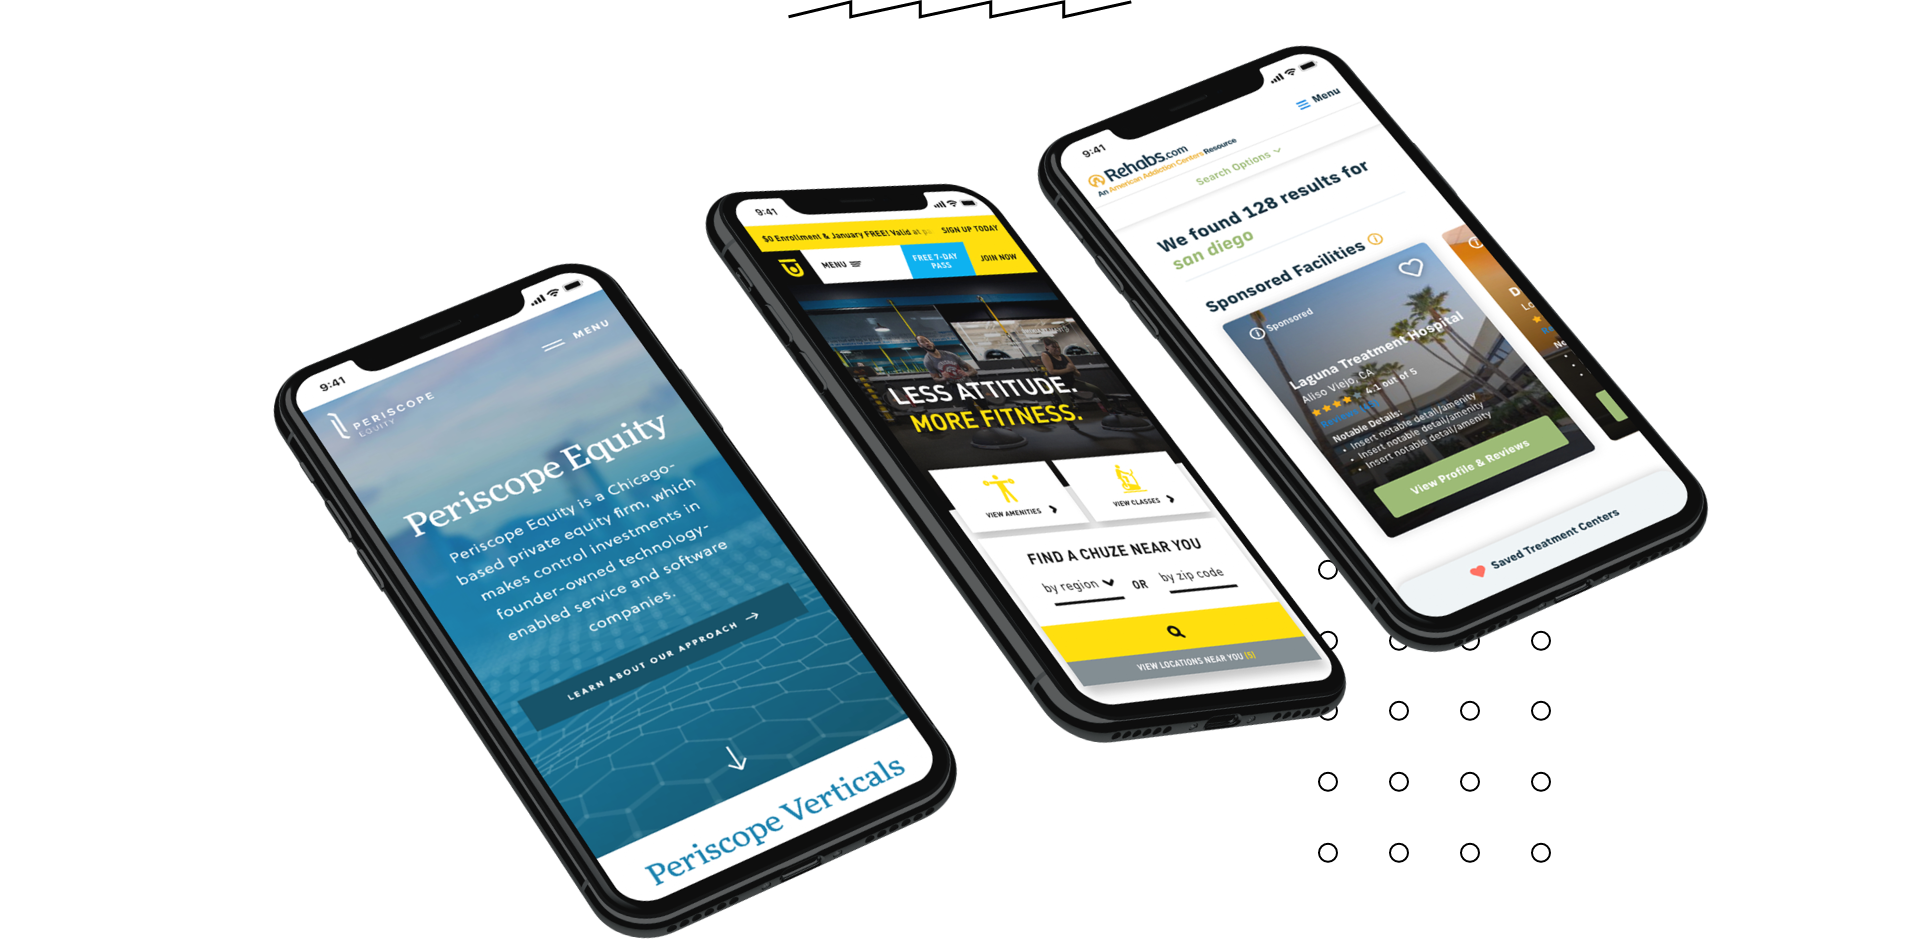 9:41
MENU
PERISCOPE
EQUITY
Periscope Equity
Periscope Equity is a Chicago-
based private equity firm, which
makes control investments in
founder-owned technology-
enabled service and software
companies.
LEARN ABOUT OUR APPROACH →
Periscope Verticals
9:41
$0 Enrollment & January FREE! Valid at
SIGN UP TODAY
MENU
FREE 7-DAY
PASS
JOIN NOW
LESS ATTITUDE.
MORE FITNESS.
VIEW AMENITIES
VIEW CLASSES
FIND A CHUZE NEAR YOU
by region
OR
by zip code
VIEW LOCATIONS NEAR YOU (5)
9:41
Menu
Rehabs.com
An American Addiction Centers Resource
Search Options
We found 128 results for
san diego
Sponsored Facilities
Sponsored
Laguna Treatment Hospital
Aliso Viejo, CA
4.1 out of 5
Notable Details:
• Insert notable detail/amenity
• Insert notable detail/amenity
• Insert notable detail/amenity
View Profile & Reviews
Saved Treatment Centers